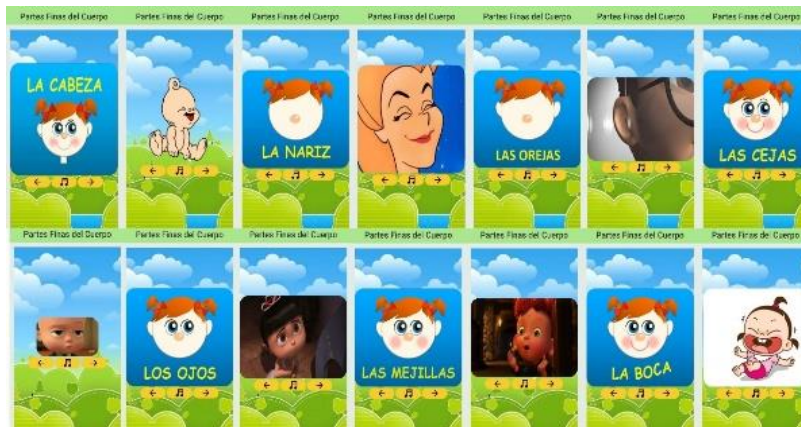 Partes Finas del Cuerpo
Partes Finas del Cuerpo
Partes Finas del Cuerpo
Partes Finas del Cuerpo
Partes Finas del Cuerpo
Partes Finas del Cuerpo
Partes Finas del Cuerpo
LA CABEZA
LA NARIZ
LAS OREJAS
LAS CEJAS
Partes Finas del Cuerpo
Partes Finas del Cuerpo
Partes Finas del Cuerpo
Partes Finas del Cuerpo
Partes Finas del Cuerpo
Partes Finas del Cuerpo
Partes Finas del Cuerpo
LOS OJOS
LAS MEJILLAS
LA BOCA